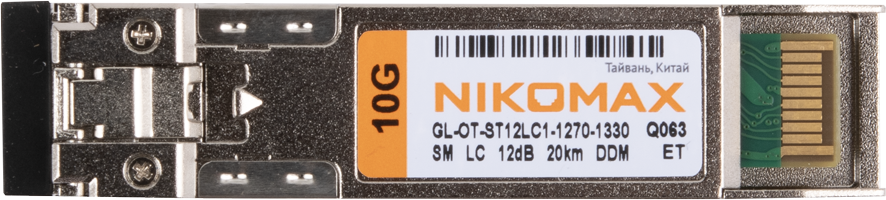 10G
Тайвань, Китай
NIKOMAX
GL-OT-ST12LC1-1270-1330 Q063
SM LC 12dB 20km DDM ET